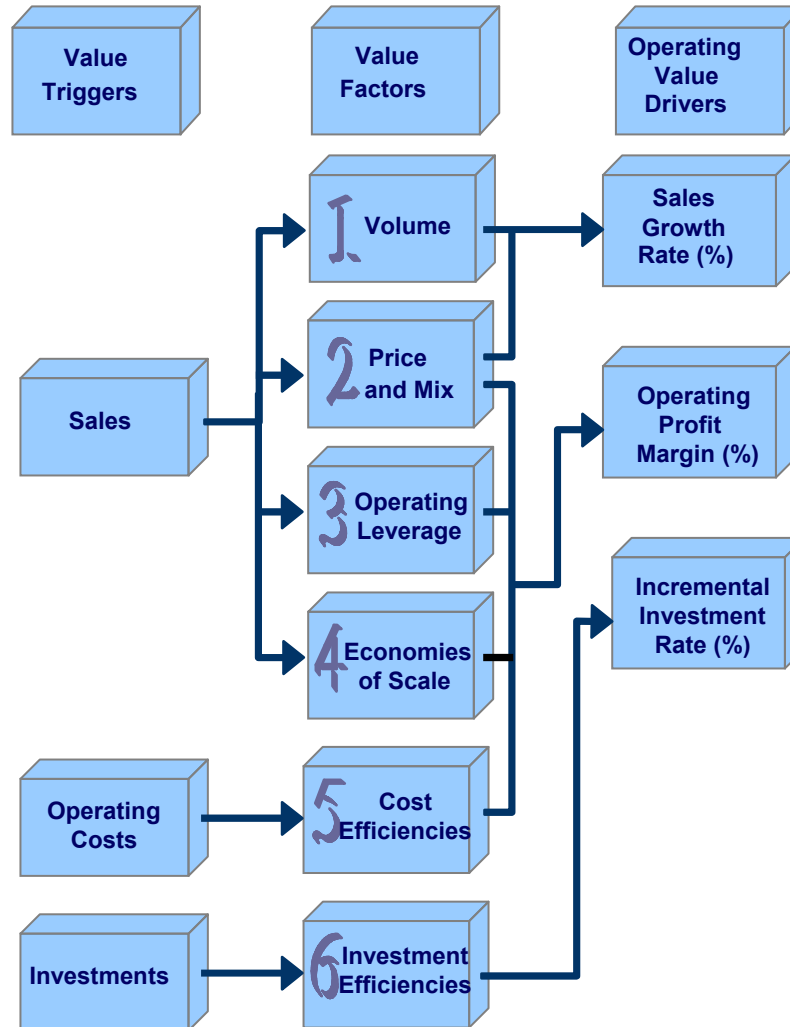 Value
Triggers
Value
Factors
Operating
Value
Drivers
Sales
1. Volume
2 Price
and Mix
3 Operating
Leverage
4 Economies
of Scale
Sales
Growth
Rate (%)
Operating
Profit
Margin (%)
Incremental
Investment
Rate (%)
Operating
Costs
5 Cost
Efficiencies
Investments
6 Investment
Efficiencies